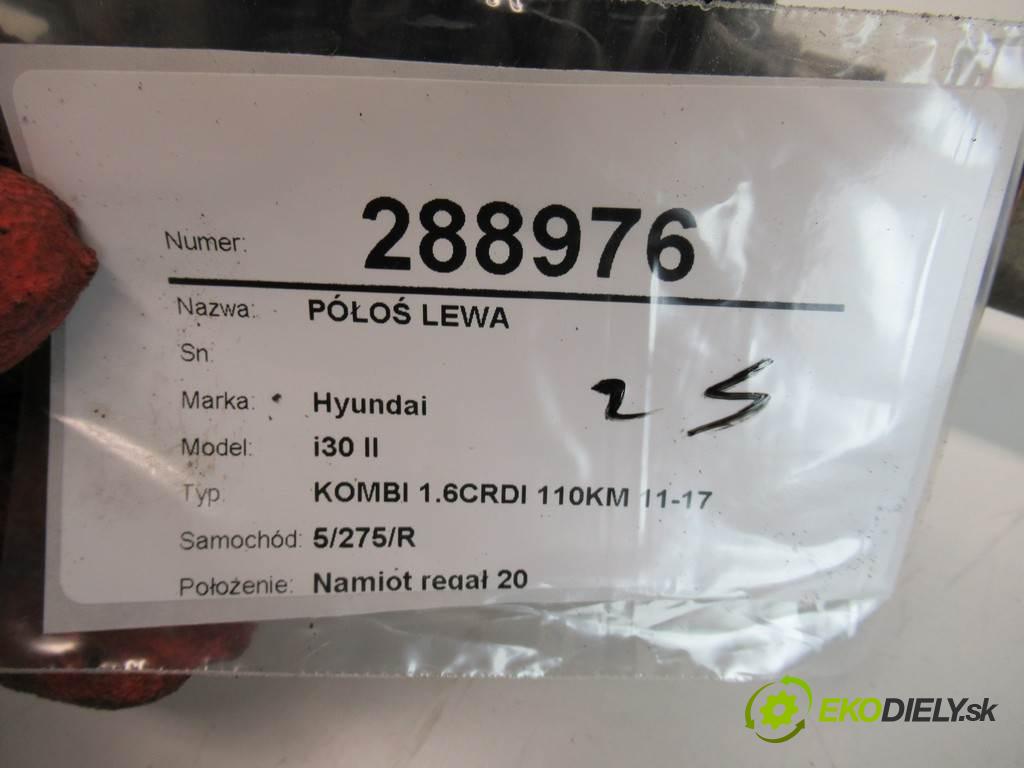 Numer: 288976
Nazwa: PÓŁOŚ LEWA
Sn:
Marka: Hyundai
2 5
Model: i30 II
Typ: KOMBI 1.6CRDI 110KM 11-17
Samochód: 5/275/R
Położenie: Namiot regał 20
EKODIELY.sk